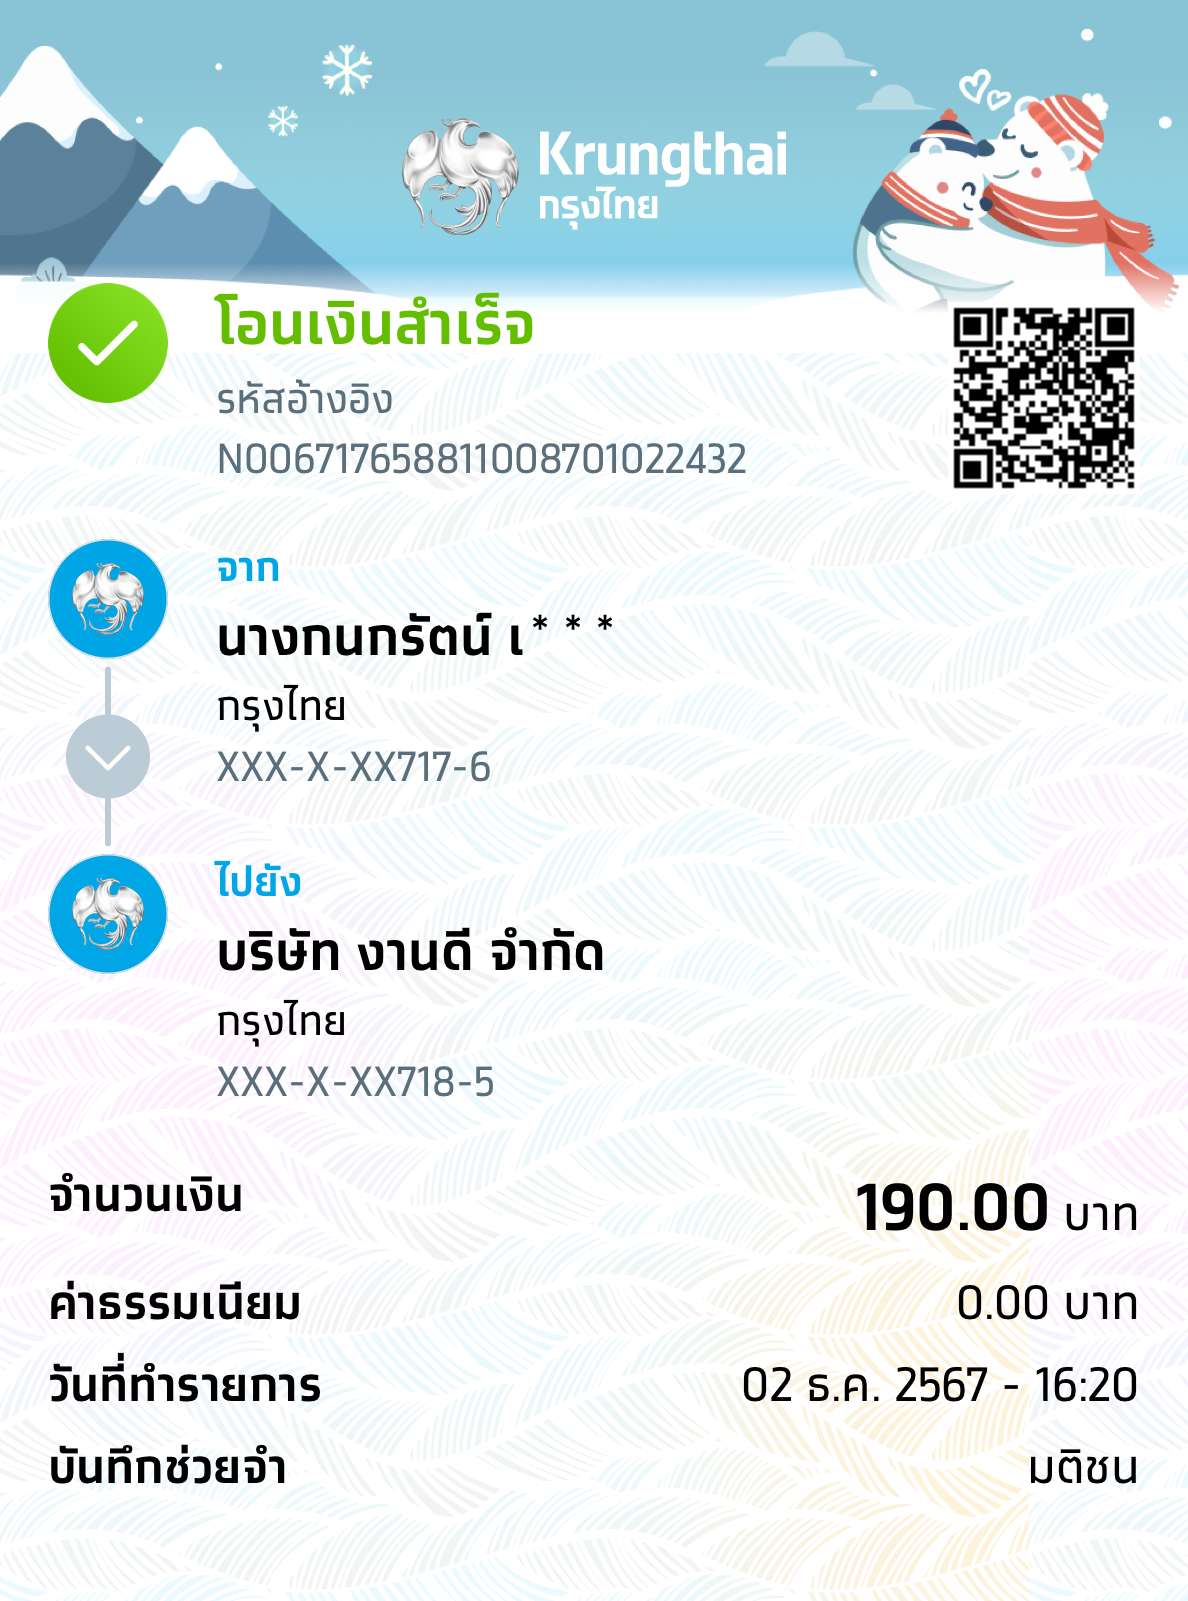 Krungthai
กรุงไทย
โอนเงินสำเร็จ
รหัสอ้างอิง
N00671765881100870102​2432
จาก
นางกนกรัตน์ เ* * *
กรุงไทย
XXX-X-XX717-6
ไปยัง
บริษัท งานดี จำกัด
กรุงไทย
XXX-X-XX718-5
จำนวนเงิน 190.00 บาท
ค่าธรรมเนียม 0.00 บาท
วันที่ทำรายการ 02 ธ.ค. 2567 - 16:20
บันทึกช่วยจำ มติชน